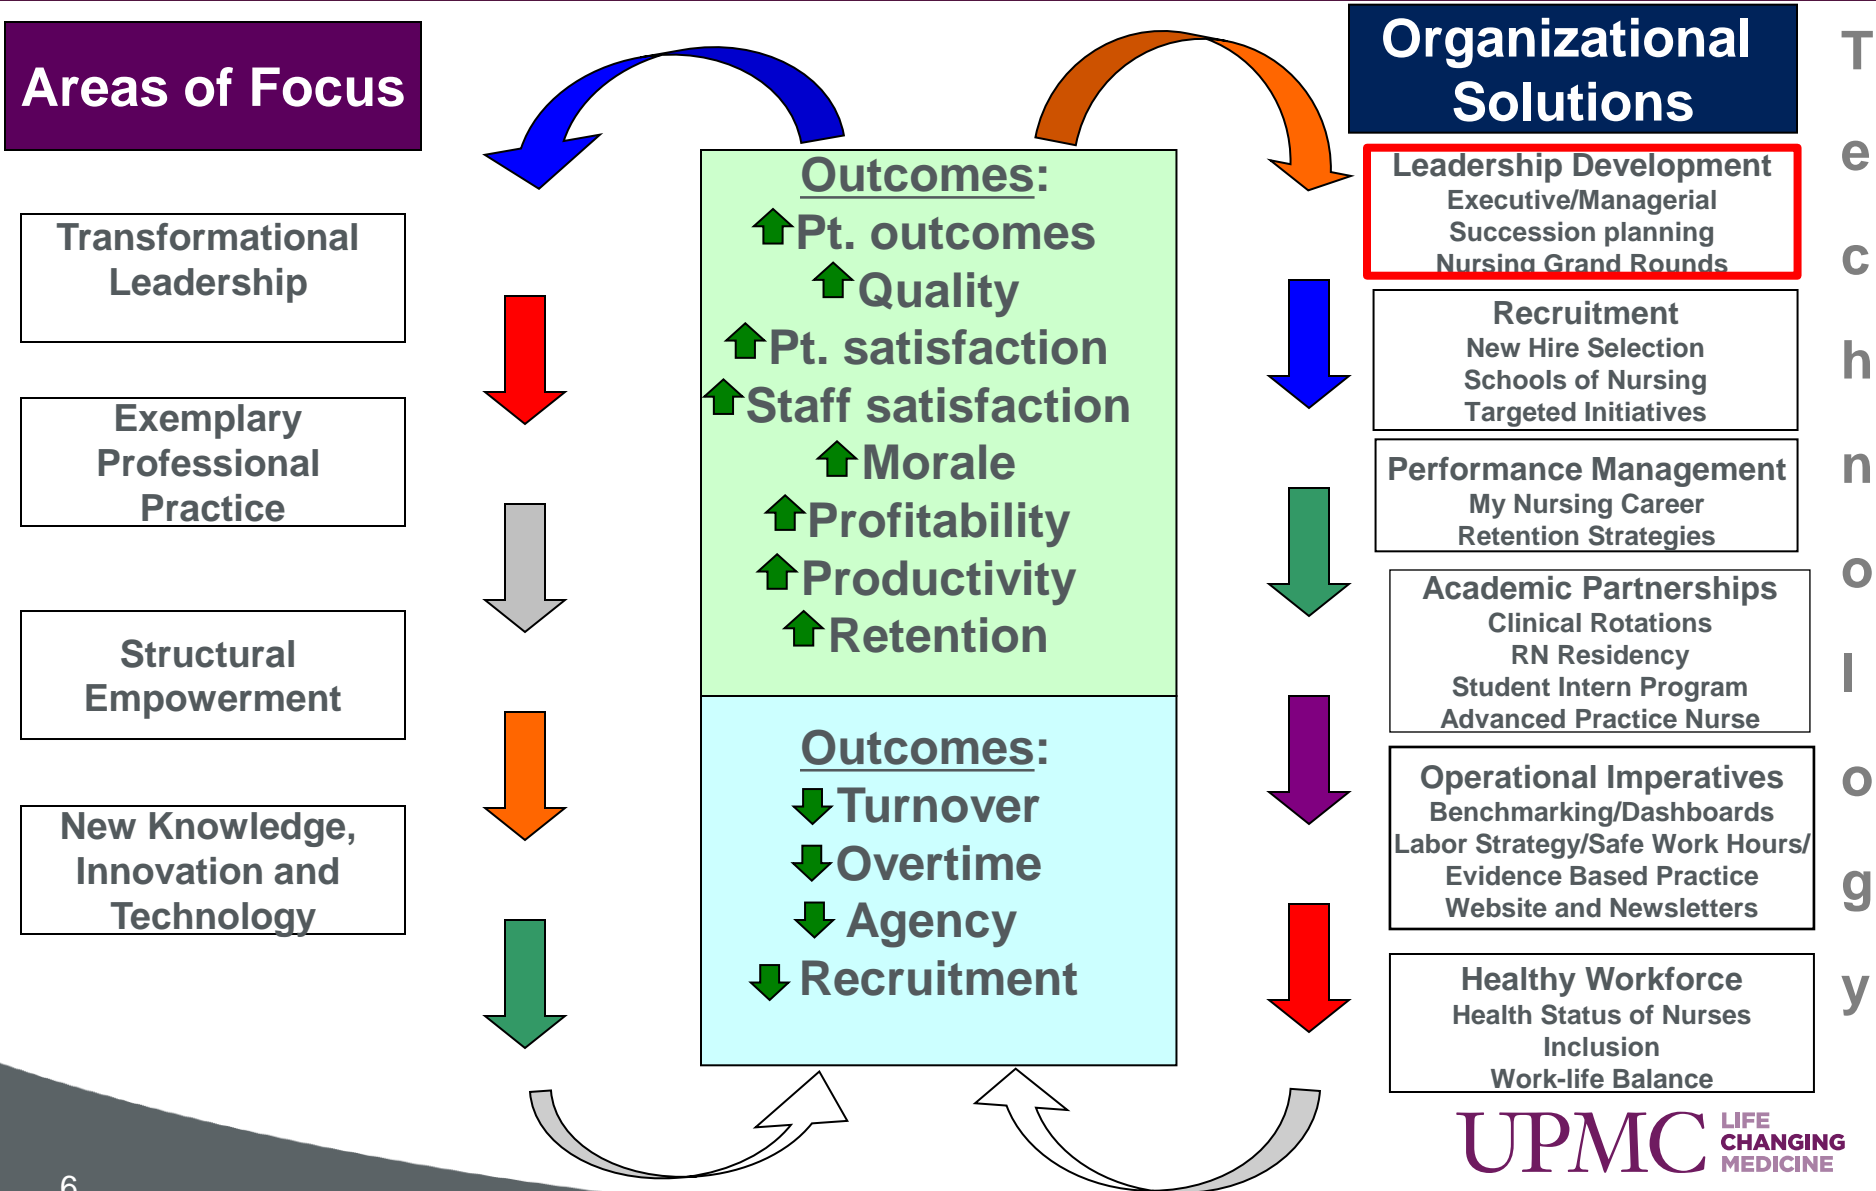 Areas of Focus
Transformational
Leadership
Exemplary
Professional
Practice
Structural
Empowerment
New Knowledge,
Innovation and
Technology
Outcomes:
Pt. outcomes
Quality
Pt. satisfaction
Staff satisfaction
Morale
Profitability
Productivity
Retention
Outcomes:
Turnover
Overtime
Agency
Recruitment
Organizational
Solutions
Leadership Development
Executive/Managerial
Succession planning
Nursing Grand Rounds
Recruitment
New Hire Selection
Schools of Nursing
Targeted Initiatives
Performance Management
My Nursing Career
Retention Strategies
Academic Partnerships
Clinical Rotations
RN Residency
Student Intern Program
Advanced Practice Nurse
Operational Imperatives
Benchmarking/Dashboards
Labor Strategy/Safe Work Hours/
Evidence Based Practice
Website and Newsletters
Healthy Workforce
Health Status of Nurses
Inclusion
Work-life Balance
Technology
UPMC
LIFE
CHANGING
MEDICINE
6